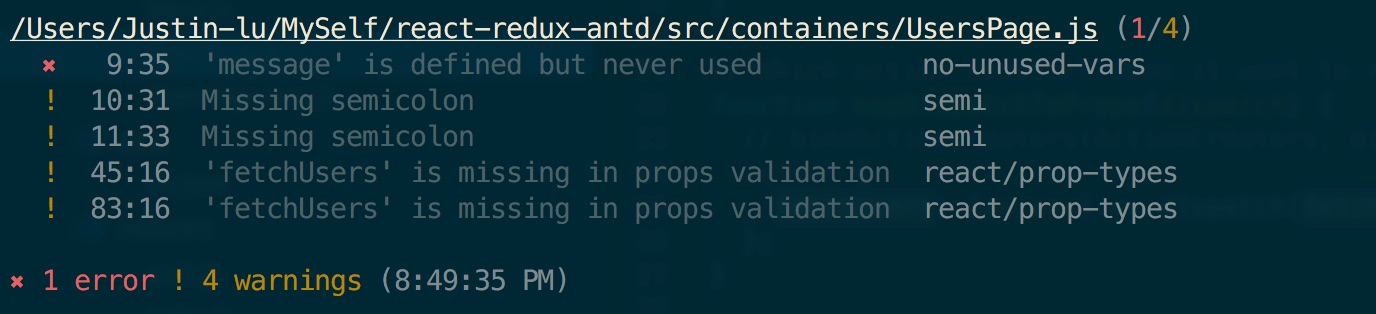 /Users/Justin-lu/MySelf/react-redux-antd/src/containers/UsersPage.js (1/4)
✖ 9:35 'message' is defined but never used no-unused-vars
! 10:31 Missing semicolon semi
! 11:33 Missing semicolon semi
! 45:16 'fetchUsers' is missing in props validation react/prop-types
! 83:16 'fetchUsers' is missing in props validation react/prop-types
✖ 1 error ! 4 warnings (8:49:35 PM)